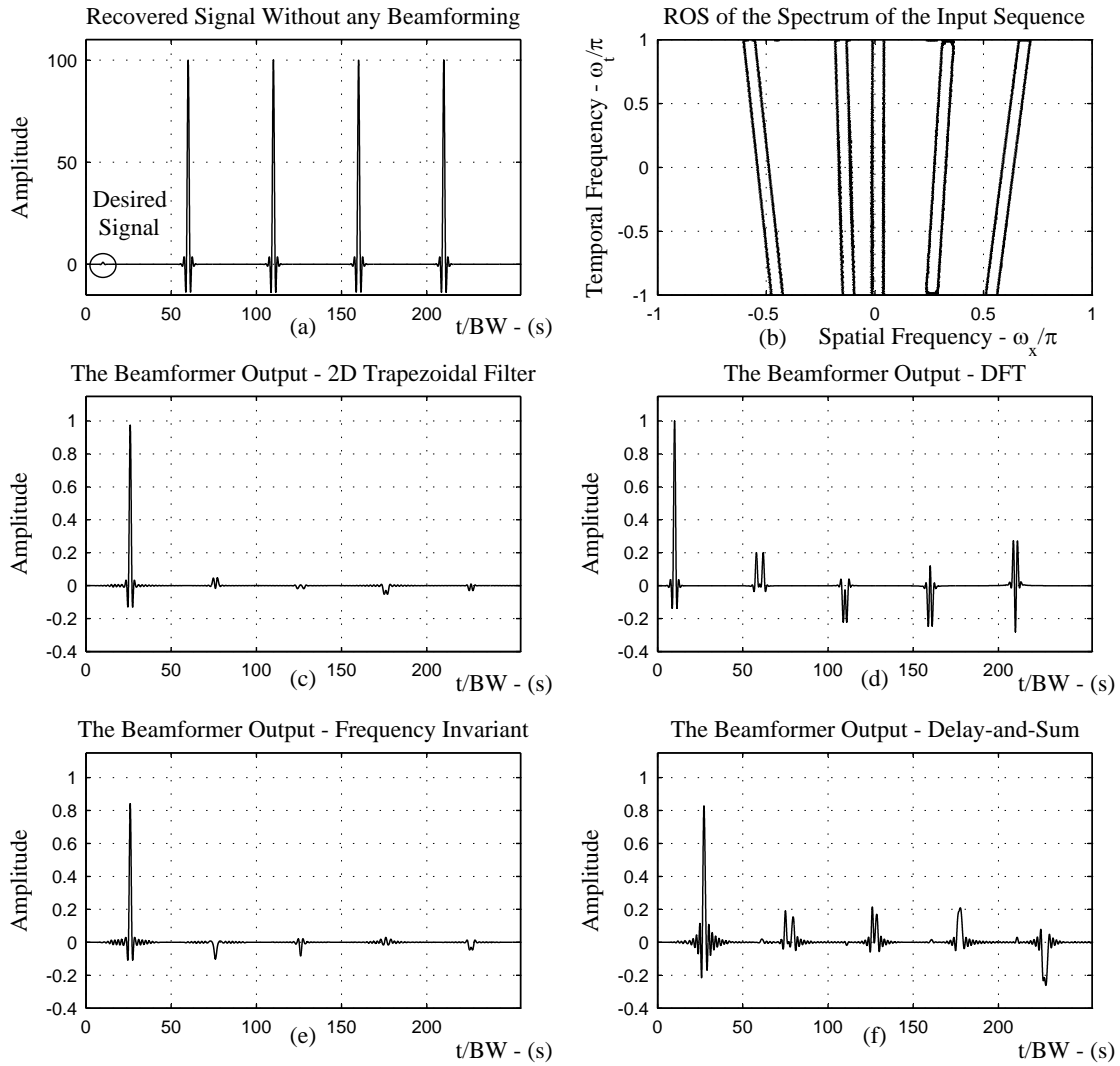 Recovered Signal Without any Beamforming
Amplitude
100
50
0
Desired
Signal
0 50 100 150 200
(a)
t/BW - (s)
ROS of the Spectrum of the Input Sequence
Temporal Frequency - ω_t/π
1
0.5
0
-0.5
-1
-1 -0.5 0 0.5 1
(b)
Spatial Frequency - ω_x/π
The Beamformer Output - 2D Trapezoidal Filter
Amplitude
1
0.8
0.6
0.4
0.2
0
-0.2
-0.4
0 50 100 150 200
(c)
t/BW - (s)
The Beamformer Output - DFT
Amplitude
1
0.8
0.6
0.4
0.2
0
-0.2
-0.4
0 50 100 150 200
(d)
t/BW - (s)
The Beamformer Output - Frequency Invariant
Amplitude
1
0.8
0.6
0.4
0.2
0
-0.2
-0.4
0 50 100 150 200
(e)
t/BW - (s)
The Beamformer Output - Delay-and-Sum
Amplitude
1
0.8
0.6
0.4
0.2
0
-0.2
-0.4
0 50 100 150 200
(f)
t/BW - (s)